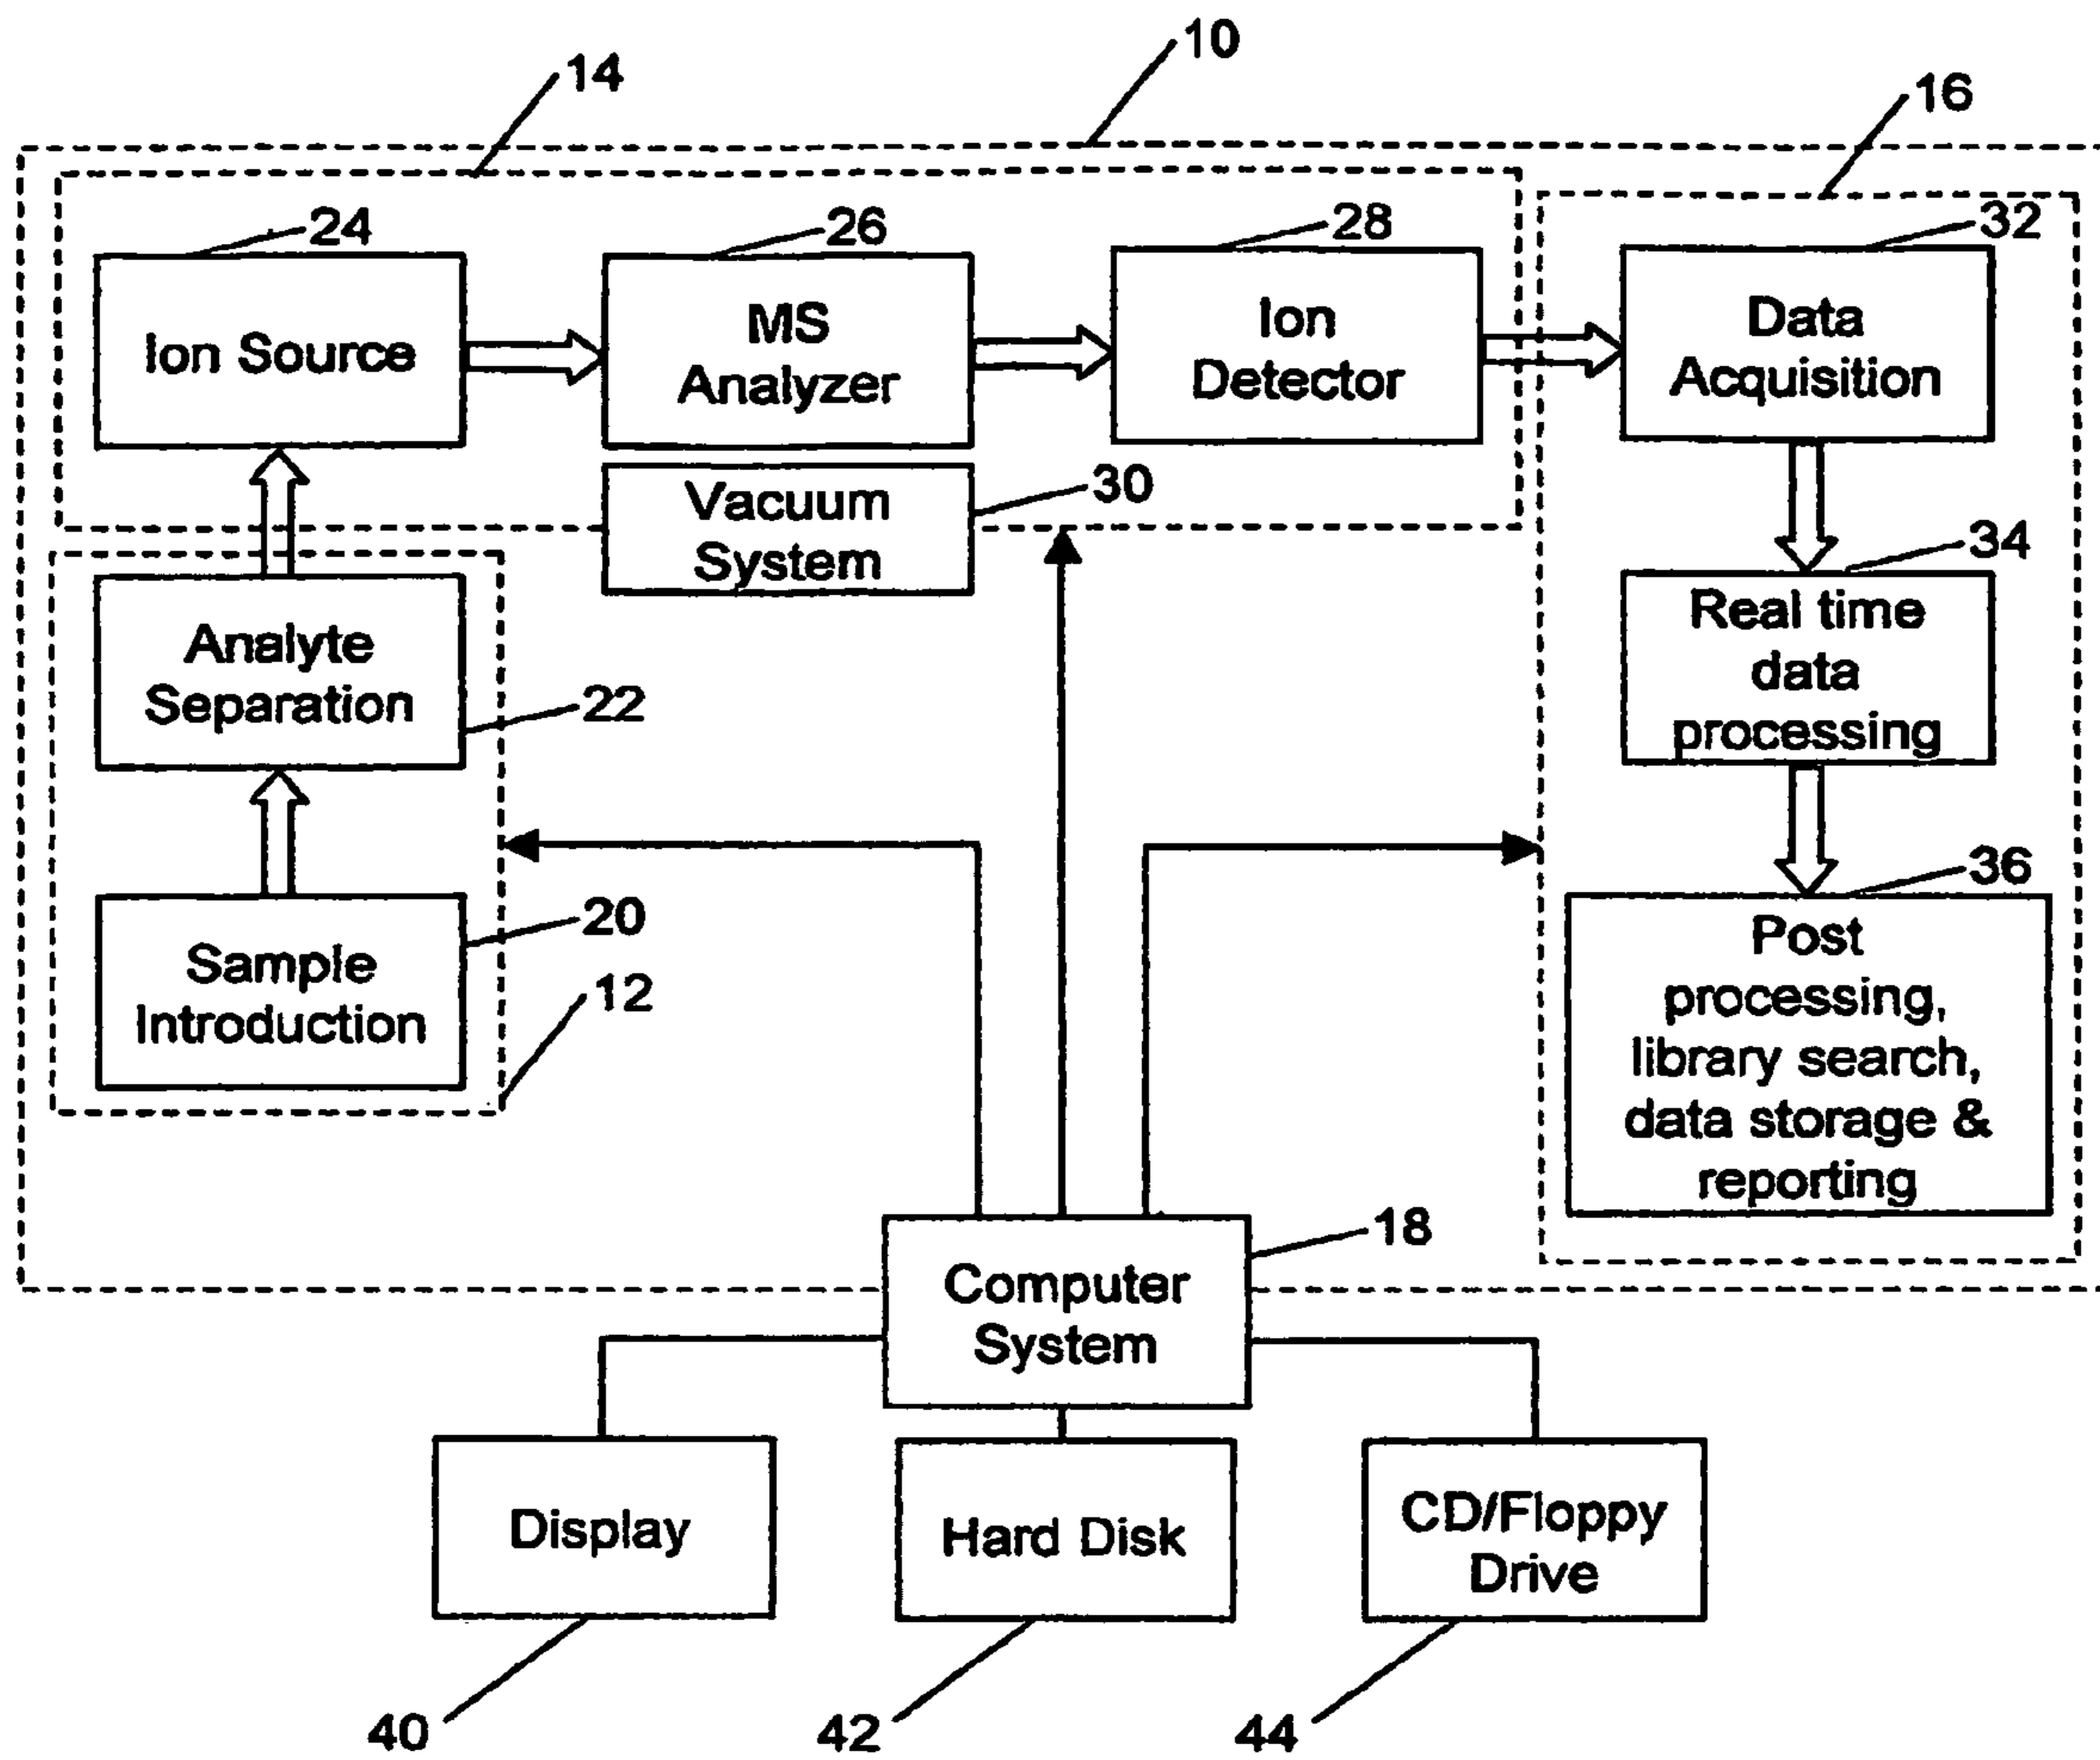 10
14
16
24
26
28
32
Ion Source
MS
Analyzer
Ion
Detector
Data
Acquisition
Vacuum
System
30
34
Analyte
Separation
22
Real time
data
processing
36
20
Sample
Introduction
12
Post
processing,
library search,
data storage &
reporting
18
Computer
System
Display
Hard Disk
CD/Floppy
Drive
40
42
44